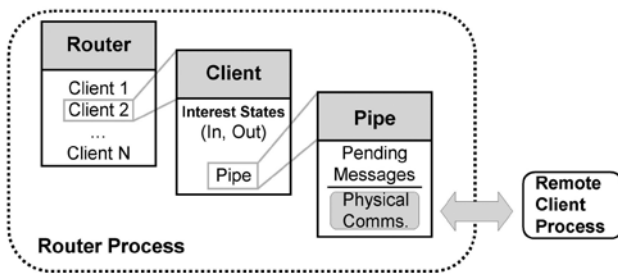 Router
Client 1
Client 2
...
Client N
Client
Interest States
(In, Out)
Pipe
Pipe
Pending
Messages
Physical
Comms.
Remote
Client
Process
Router Process